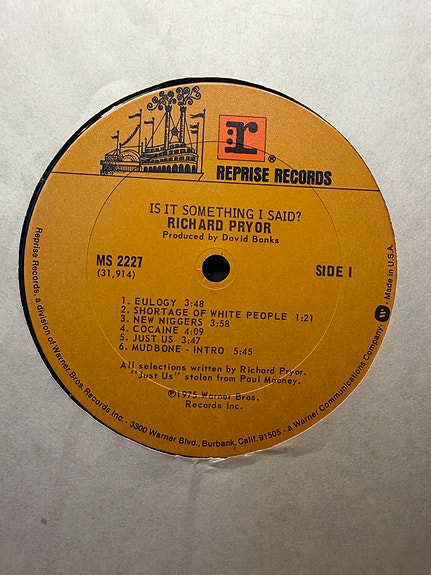 r®
REPRISE RECORDS
IS IT SOMETHING I SAID?
RICHARD PRYOR
Produced by David Banks
MS 2227
(31,914)
SIDE I
1. EULOGY 3:48
2. SHORTAGE OF WHITE PEOPLE 1:21
3. NEW NIGGERS 3:58
4. COCAINE 4:09
5. JUST US 3:47
6. MUDBONE - INTRO 5:45
All selections written by Richard Pryor.
"Just Us" stolen from Paul Mooney.
℗1975 Warner Bros.
Records Inc.
Reprise Records, a division of Warner Bros. Records Inc. • 3300 Warner Blvd., Burbank, Calif. 91505 • a Warner Communications Company. W • Made in U.S.A.